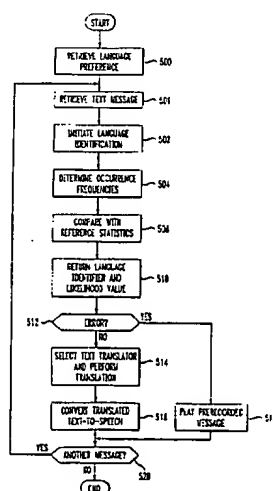 START
RETRIEVE LANGUAGE
PREFERENCE
500
RETRIEVE TEXT MESSAGE
501
INITIATE LANGUAGE
IDENTIFICATION
502
DETERMINE OCCURRENCE
FREQUENCIES
504
COMPARE WITH
REFERENCE STATISTICS
506
RETURN LANGUAGE
IDENTIFIER AND
LIKELIHOOD VALUE
510
512
ERROR?
YES
NO
SELECT TEXT TRANSLATOR
AND PERFORM
TRANSLATION
514
CONVERT TRANSLATED
TEXT-TO-SPEECH
518
PLAY PRERECORDED
MESSAGE
YES
ANOTHER MESSAGE?
520
NO
END